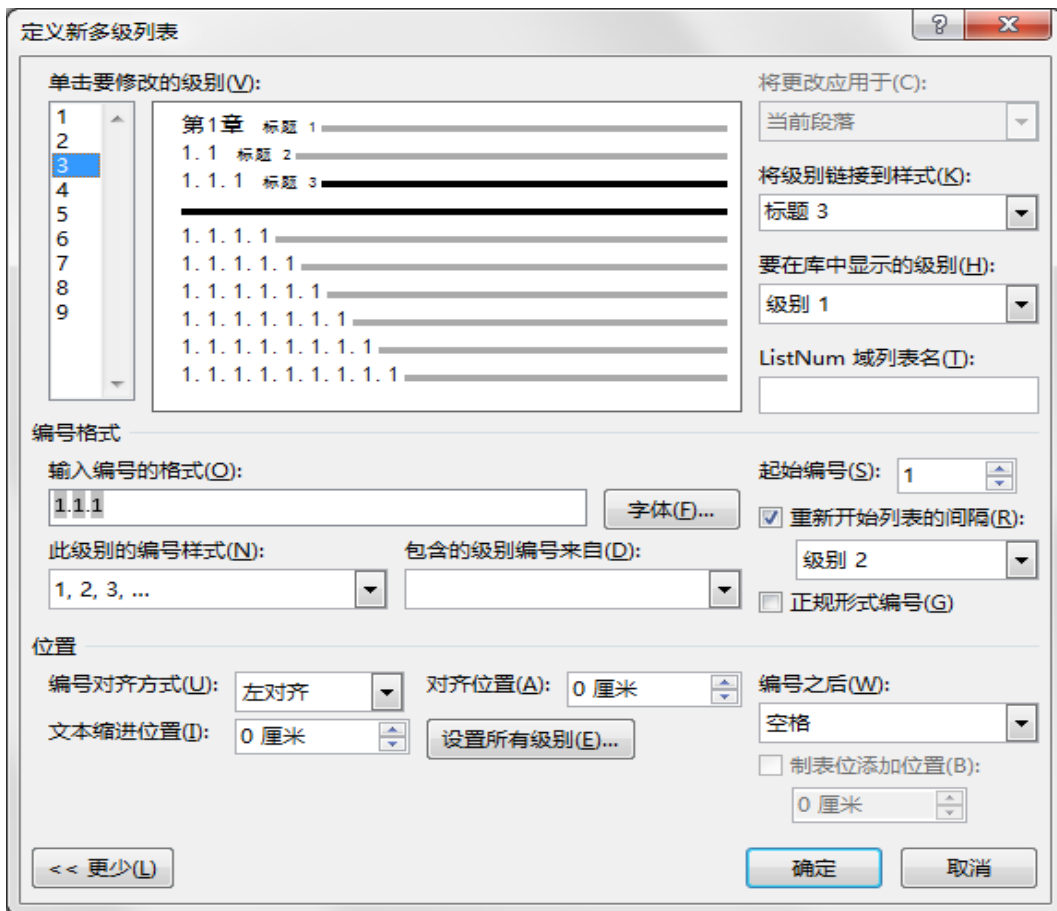 定义新多级列表
单击要修改的级别(V):
将更改应用于(C):
1
2
3
4
5
6
7
8
9
第1章 标题 1
1.1 标题 2
1.1.1 标题 3
1.1.1.1
1.1.1.1.1
1.1.1.1.1.1
1.1.1.1.1.1.1
1.1.1.1.1.1.1.1
1.1.1.1.1.1.1.1.1
当前段落
将级别链接到样式(K):
标题 3
要在库中显示的级别(H):
级别 1
ListNum 域列表名(T):
编号格式
输入编号的格式(O):
1.1.1
字体(F)...
起始编号(S): 1
重新开始列表的间隔(R):
级别 2
此级别的编号样式(N):
包含的级别编号来自(D):
1, 2, 3, ...
正规形式编号(G)
位置
编号对齐方式(U): 左对齐
对齐位置(A): 0 厘米
编号之后(W):
空格
文本缩进位置(I): 0 厘米
设置所有级别(E)...
制表位添加位置(B):
0 厘米
<< 更少(L)
确定
取消